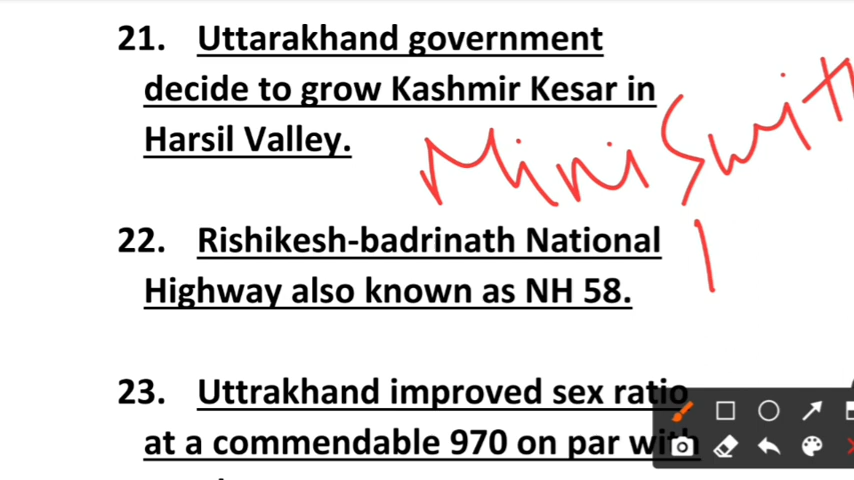 21. Uttarakhand government
decide to grow Kashmir Kesar in
Harsil Valley.
Mini
22. Rishikesh-badrinath National
Highway also known as NH 58.
23. Uttrakhand improved sex ratio
at a commendable 970 on par with